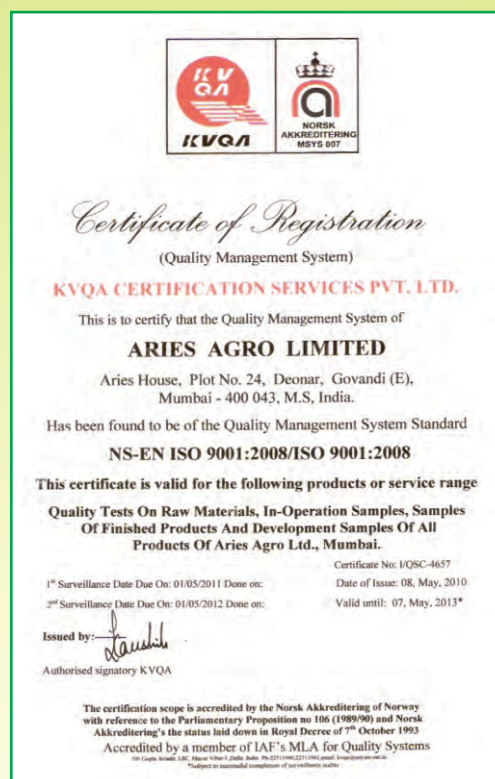 KV
QA
KVQA
NORSK
AKKREDITERING
MSYS 007
Certificate of Registration
(Quality Management System)
KVQA CERTIFICATION SERVICES PVT. LTD.
This is to certify that the Quality Management System of
ARIES AGRO LIMITED
Aries House, Plot No. 24, Deonar, Govandi (E),
Mumbai - 400 043, M.S, India.
Has been found to be of the Quality Management System Standard
NS-EN ISO 9001:2008/ISO 9001:2008
This certificate is valid for the following products or service range
Quality Tests On Raw Materials, In-Operation Samples, Samples
Of Finished Products And Development Samples Of All
Products Of Aries Agro Ltd., Mumbai.
Certificate No: I/QSC-4657
1st Surveillance Date Due On: 01/05/2011 Done on:
Date of Issue: 08, May, 2010
2nd Surveillance Date Due On: 01/05/2012 Done on:
Valid until: 07, May, 2013*
Issued by:
Authorised signatory KVQA
The certification scope is accredited by the Norsk Akkreditering of Norway
with reference to the Parliamentary Proposition no 106 (1989/90) and Norsk
Akkreditering's the status laid down in Royal Decree of 7th October 1993
Accredited by a member of IAF's MLA for Quality Systems
*Subject to successful completion of surveillance audits